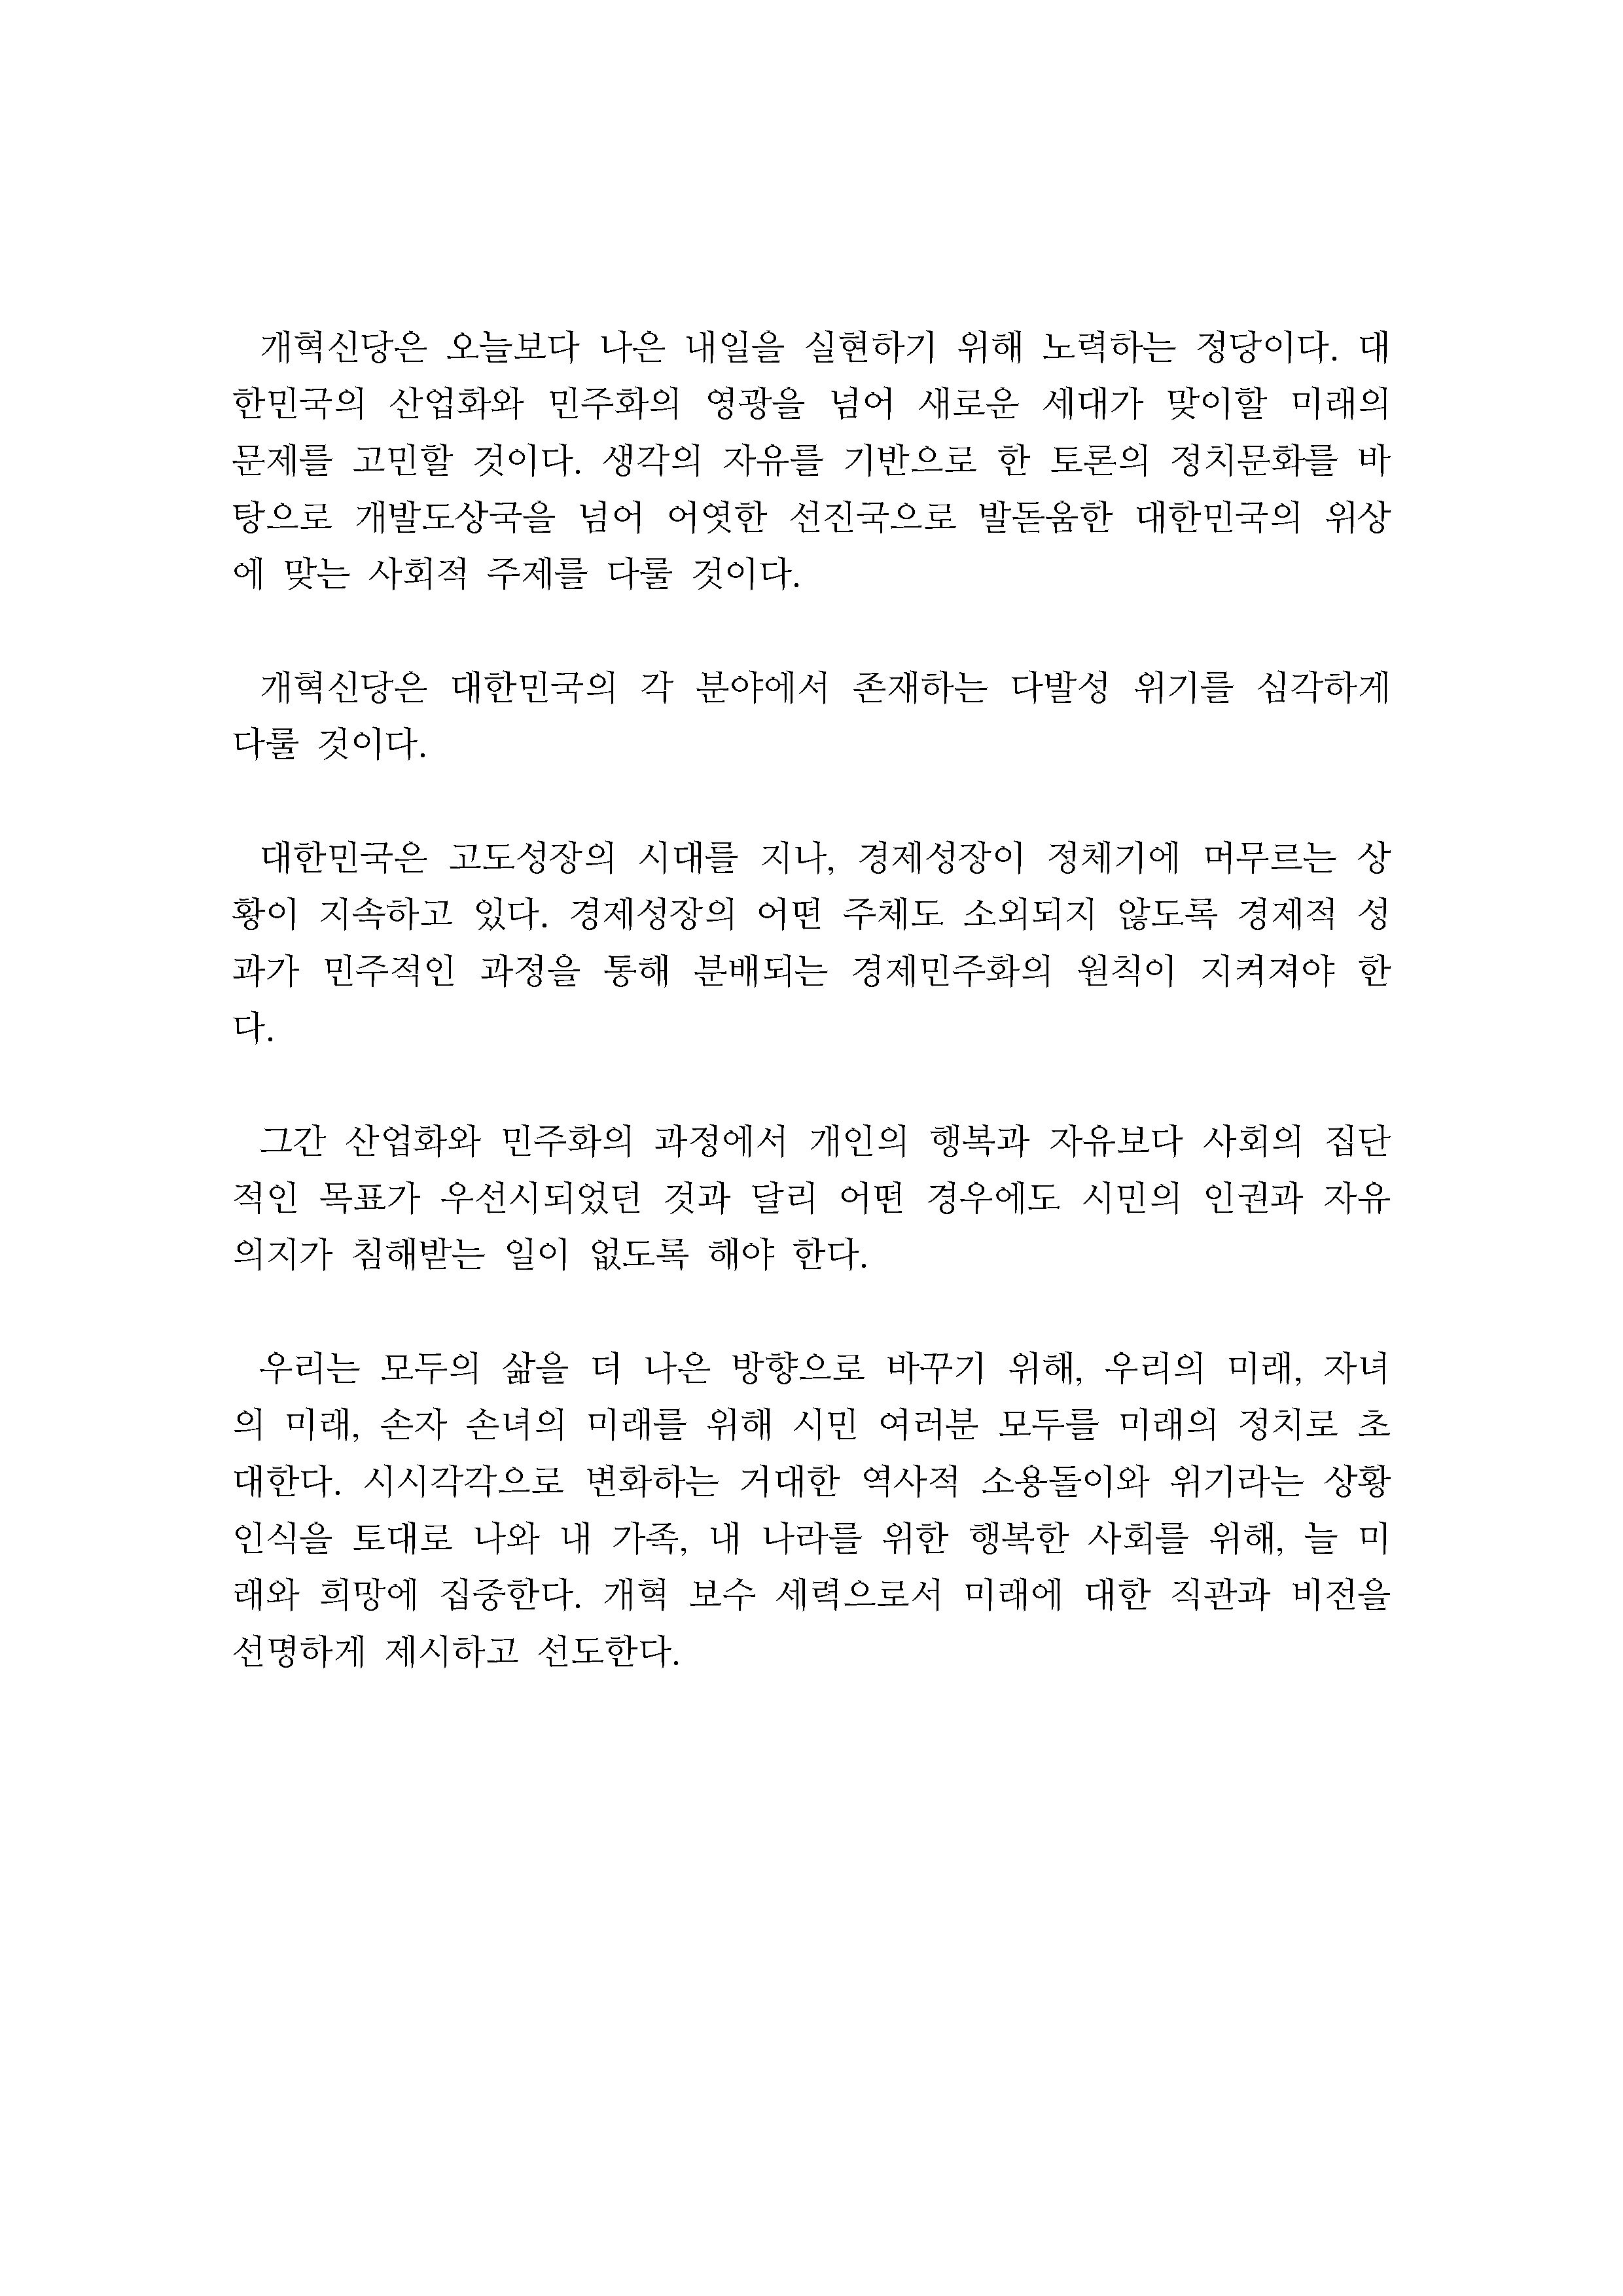 개혁신당은 오늘보다 나은 내일을 실현하기 위해 노력하는 정당이다. 대
한민국의 산업화와 민주화의 영광을 넘어 새로운 세대가 맞이할 미래의
문제를 고민할 것이다. 생각의 자유를 기반으로 한 토론의 정치문화를 바
탕으로 개발도상국을 넘어 어엿한 선진국으로 발돋움한 대한민국의 위상
에 맞는 사회적 주제를 다룰 것이다.
개혁신당은 대한민국의 각 분야에서 존재하는 다발성 위기를 심각하게
다룰 것이다.
대한민국은 고도성장의 시대를 지나, 경제성장이 정체기에 머무르는 상
황이 지속하고 있다. 경제성장의 어떤 주체도 소외되지 않도록 경제적 성
과가 민주적인 과정을 통해 분배되는 경제민주화의 원칙이 지켜져야 한
다.
그간 산업화와 민주화의 과정에서 개인의 행복과 자유보다 사회의 집단
적인 목표가 우선시되었던 것과 달리 어떤 경우에도 시민의 인권과 자유
의지가 침해받는 일이 없도록 해야 한다.
우리는 모두의 삶을 더 나은 방향으로 바꾸기 위해, 우리의 미래, 자녀
의 미래, 손자 손녀의 미래를 위해 시민 여러분 모두를 미래의 정치로 초
대한다. 시시각각으로 변화하는 거대한 역사적 소용돌이와 위기라는 상황
인식을 토대로 나와 내 가족, 내 나라를 위한 행복한 사회를 위해, 늘 미
래와 희망에 집중한다. 개혁 보수 세력으로서 미래에 대한 직관과 비전을
선명하게 제시하고 선도한다.